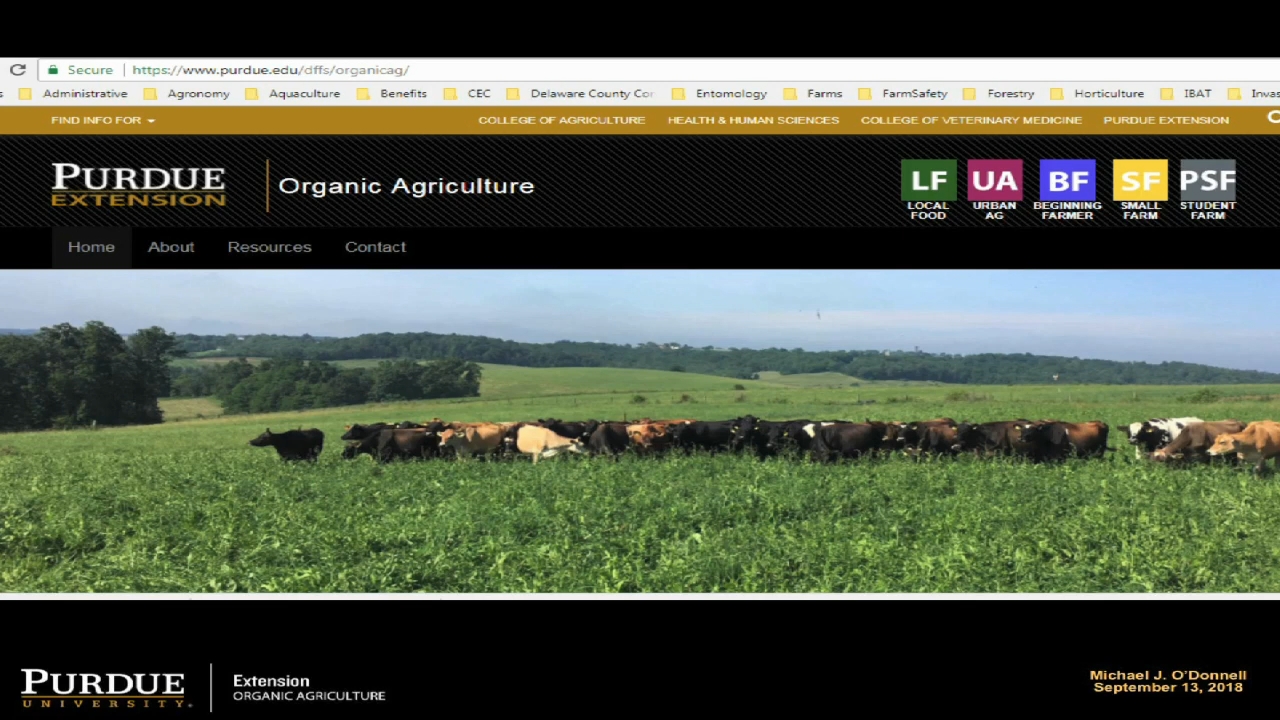 Secure | https://www.purdue.edu/dffs/organicag/
Administrative Agronomy Aquaculture Benefits CEC Delaware County Entomology Farms FarmSafety Forestry Horticulture IBAT
FIND INFO FOR COLLEGE OF AGRICULTURE HEALTH & HUMAN SCIENCES COLLEGE OF VETERINARY MEDICINE PURDUE EXTENSION
PURDUE
EXTENSION
Organic Agriculture
LF UA BF SF PSF
LOCAL FOOD URBAN AG BEGINNING FARMER SMALL FARM STUDENT FARM
Home About Resources Contact
PURDUE
UNIVERSITY
Extension
ORGANIC AGRICULTURE
Michael J. O'Donnell
September 13, 2018